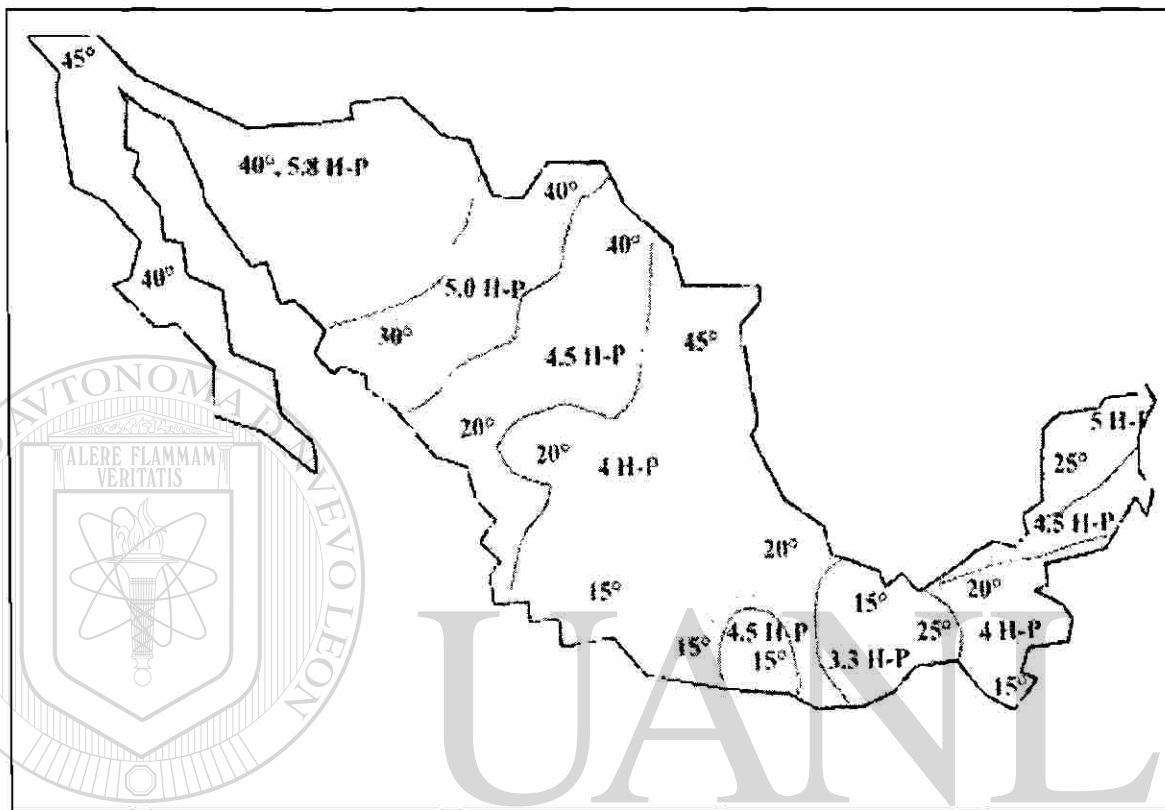 45°
40°, 5.8 H-P
40°
40°
40°
5.0 H-P
30°
45°
4.5 H-P
20°
20°
4 H-P
5 H-P
25°
4.5 H-P
20°
15°
15°
20°
25°
4 H-P
4.5 H-P
15°
15°
3.3 H-P
15°
ALERE FLAMMAM
VERITATIS
UANL